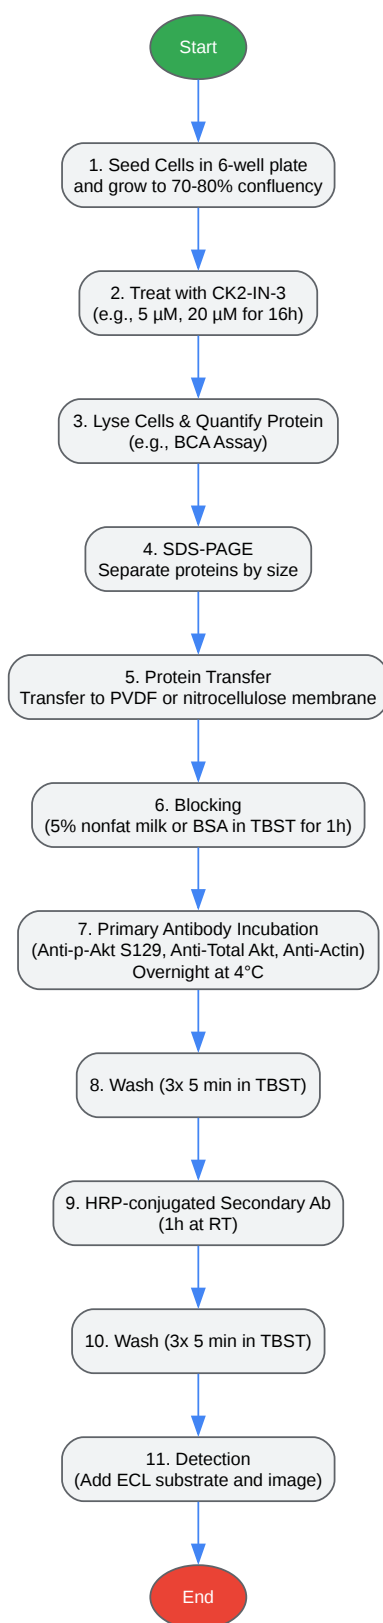 Start
1. Seed Cells in 6-well plate
and grow to 70-80% confluency
2. Treat with CK2-IN-3
(e.g., 5 µM, 20 µM for 16h)
3. Lyse Cells & Quantify Protein
(e.g., BCA Assay)
4. SDS-PAGE
Separate proteins by size
5. Protein Transfer
Transfer to PVDF or nitrocellulose membrane
6. Blocking
(5% nonfat milk or BSA in TBST for 1h)
7. Primary Antibody Incubation
(Anti-p-Akt S129, Anti-Total Akt, Anti-Actin)
Overnight at 4°C
8. Wash (3x 5 min in TBST)
9. HRP-conjugated Secondary Ab
(1h at RT)
10. Wash (3x 5 min in TBST)
11. Detection
(Add ECL substrate and image)
End